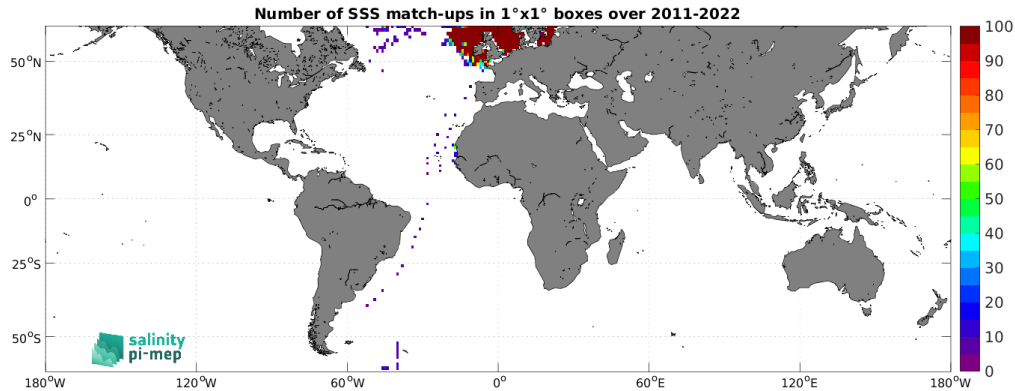 Number of SSS match-ups in 1°x1° boxes over 2011-2022
50°N
25°N
0°
25°S
50°S
180°W
120°W
60°W
0°
60°E
120°E
180°W
100
90
80
70
60
50
40
30
20
10
0
salinity
pi-mep